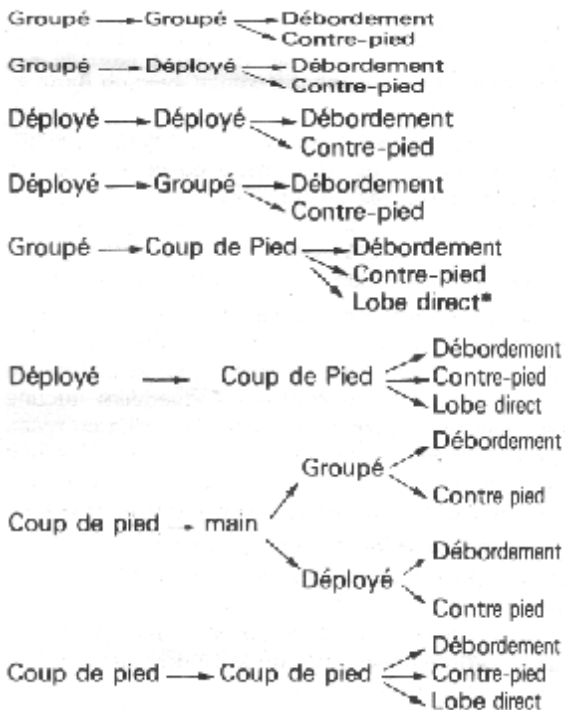 Groupé → Groupé → Débordement
Contre-pied
Groupé → Déployé → Débordement
Contre-pied
Déployé → Déployé → Débordement
Contre-pied
Déployé → Groupé → Débordement
Contre-pied
Groupé → Coup de Pied → Débordement
Contre-pied
Lobe direct*
Débordement
Déployé → Coup de Pied → Contre-pied
Lobe direct
Débordement
Groupé
Contre pied
Coup de pied → main
Débordement
Déployé
Contre pied
Débordement
Coup de pied → Coup de pied → Contre-pied
Lobe direct